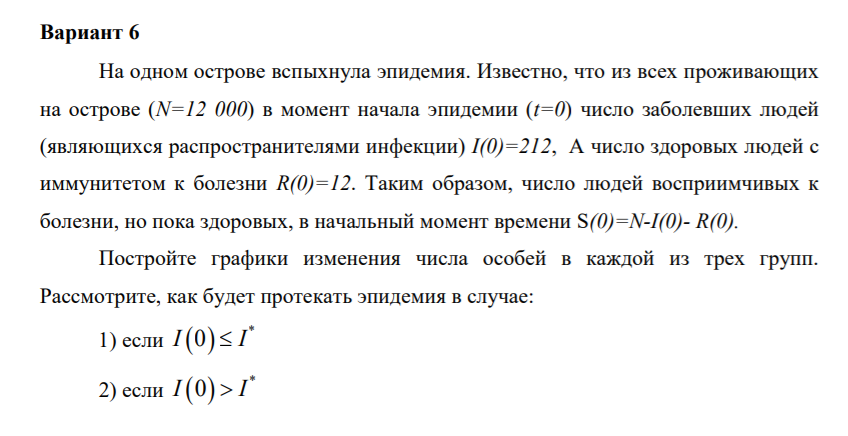 Вариант 6
На одном острове вспыхнула эпидемия. Известно, что из всех проживающих
на острове (N=12 000) в момент начала эпидемии (t=0) число заболевших людей
(являющихся распространителями инфекции) I(0)=212, А число здоровых людей с
иммунитетом к болезни R(0)=12. Таким образом, число людей восприимчивых к
болезни, но пока здоровых, в начальный момент времени S(0)=N-I(0)- R(0).
Постройте графики изменения числа особей в каждой из трех групп.
Рассмотрите, как будет протекать эпидемия в случае:
1) если I(0) ≤ I*
2) если I(0) > I*